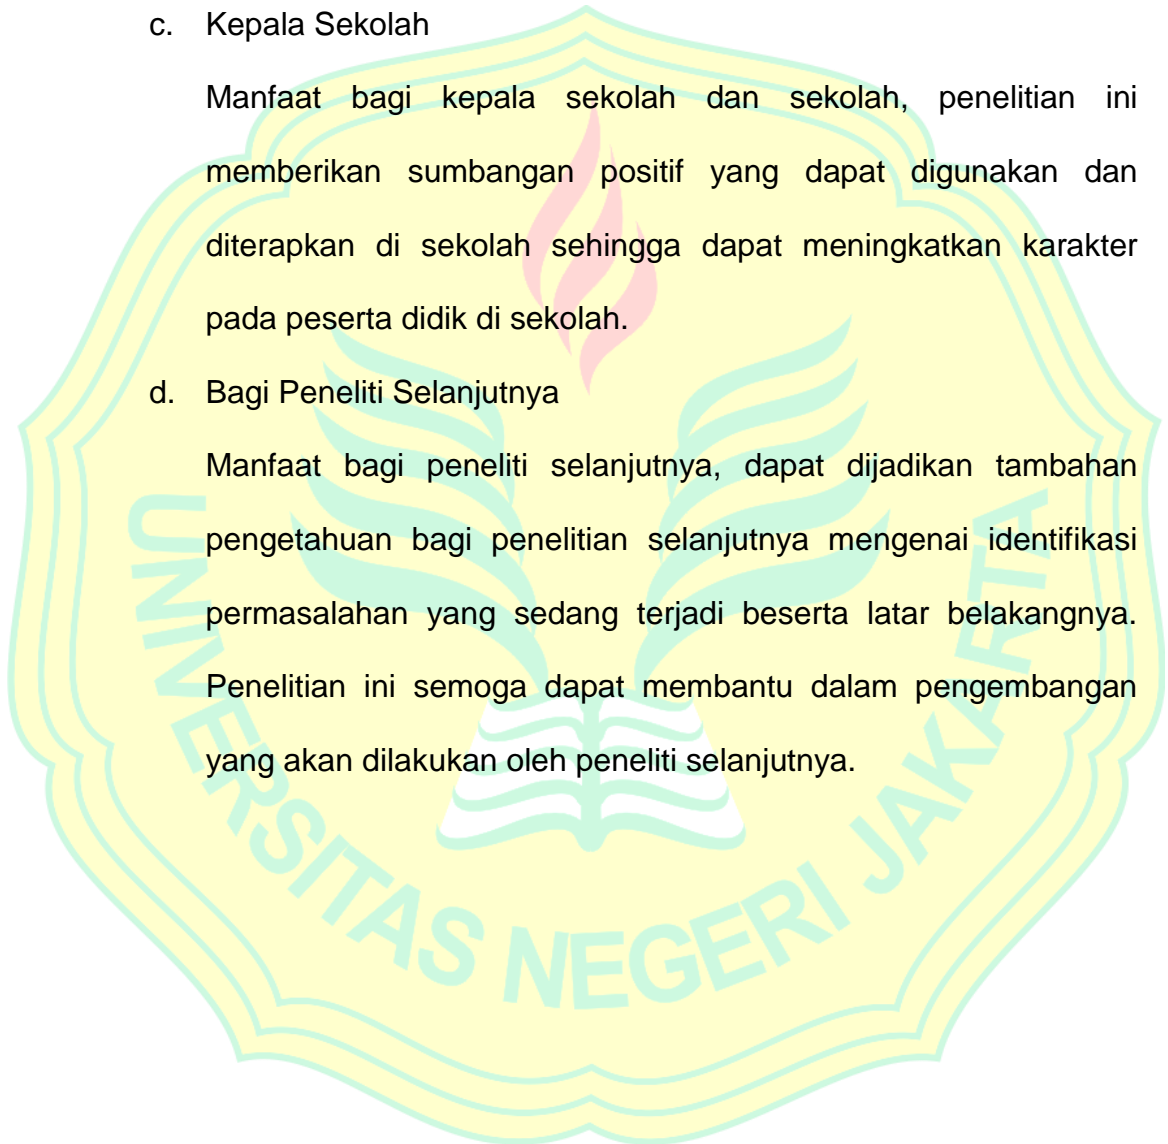 c. Kepala Sekolah
Manfaat bagi kepala sekolah dan sekolah, penelitian ini
memberikan sumbangan positif yang dapat digunakan dan
diterapkan di sekolah sehingga dapat meningkatkan karakter
pada peserta didik di sekolah.
d. Bagi Peneliti Selanjutnya
Manfaat bagi peneliti selanjutnya, dapat dijadikan tambahan
pengetahuan bagi penelitian selanjutnya mengenai identifikasi
permasalahan yang sedang terjadi beserta latar belakangnya.
Penelitian ini semoga dapat membantu dalam pengembangan
yang akan dilakukan oleh peneliti selanjutnya.
UNIVERSITAS NEGERI JAKARTA